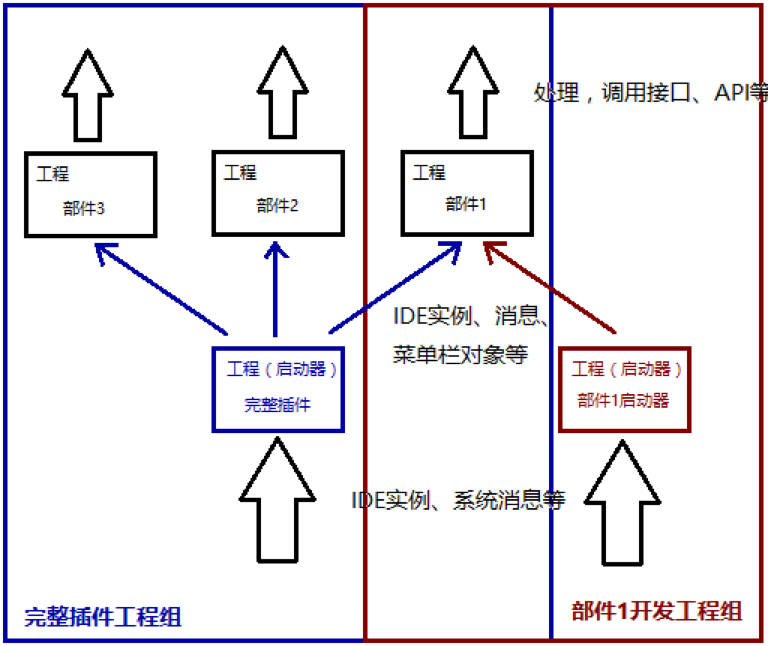 处理，调用接口、API等
工程
部件3
工程
部件2
工程
部件1
IDE实例、消息、
菜单栏对象等
工程（启动器）
完整插件
工程（启动器）
部件1启动器
IDE实例、系统消息等
完整插件工程组
部件1开发工程组